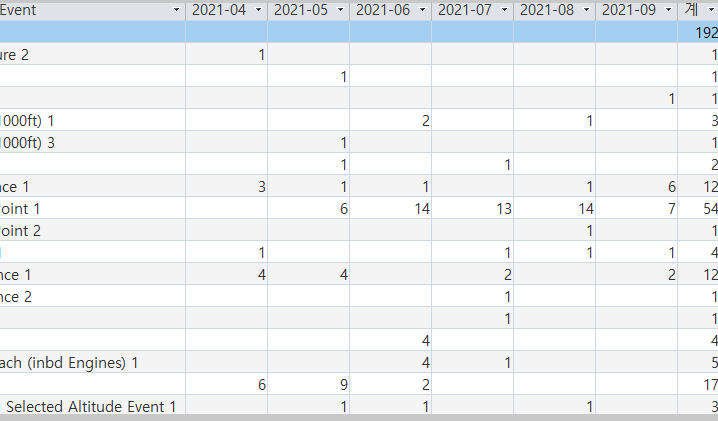 Event 2021-04 2021-05 2021-06 2021-07 2021-08 2021-09 계
192
ure 2 1 1
1 1
1 1
1000ft) 1 2 1 3
1000ft) 3 1 1
1 1 2
nce 1 3 1 1 1 6 12
Point 1 6 14 13 14 7 54
Point 2 1 1
1 1 1 1 4
nce 1 4 4 2 2 12
nce 2 1 1
1 1
4 4
ach (inbd Engines) 1 4 1 5
6 9 2 17
Selected Altitude Event 1 1 1 1 3